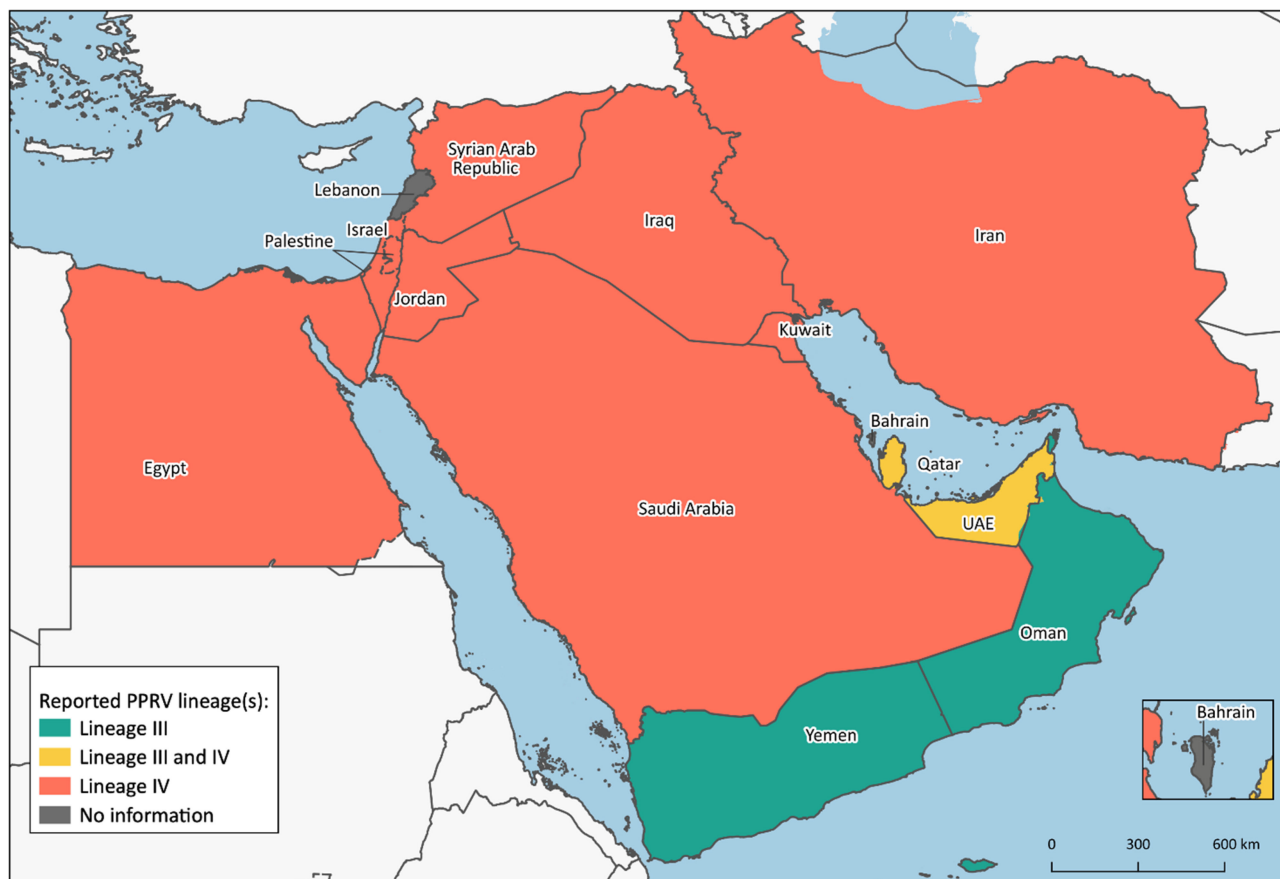 Syrian Arab
Republic
Lebanon
Israel
Palestine
Iraq
Iran
Jordan
Kuwait
Bahrain
Qatar
Egypt
Saudi Arabia
UAE
Oman
Yemen
Reported PPRV lineage(s):
Lineage III
Lineage III and IV
Lineage IV
No information
Bahrain
0 300 600 km